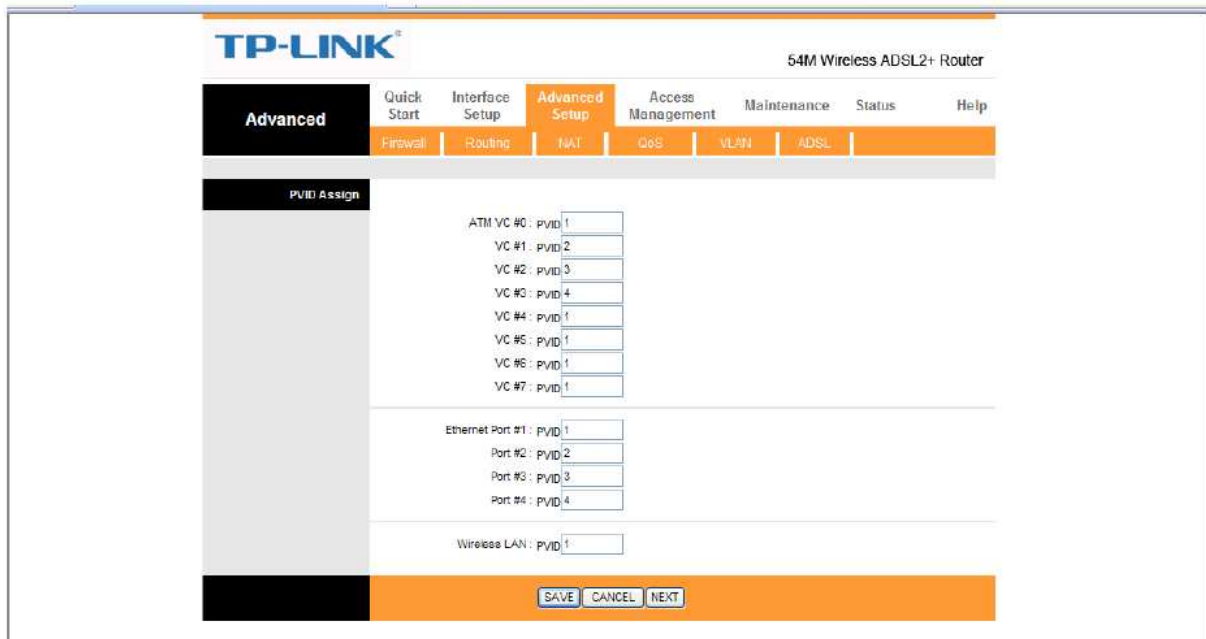 TP-LINK®
54M Wireless ADSL2+ Router
Advanced
Quick Start
Interface Setup
Advanced Setup
Access Management
Maintenance
Status
Help
Firewall
Routing
NAT
QoS
VLAN
ADSL
PVID Assign
ATM VC #0 : PVID 1
VC #1 : PVID 2
VC #2 : PVID 3
VC #3 : PVID 4
VC #4 : PVID 1
VC #5 : PVID 1
VC #6 : PVID 1
VC #7 : PVID 1
Ethernet Port #1 : PVID 1
Port #2 : PVID 2
Port #3 : PVID 3
Port #4 : PVID 4
Wireless LAN : PVID 1
SAVE CANCEL NEXT